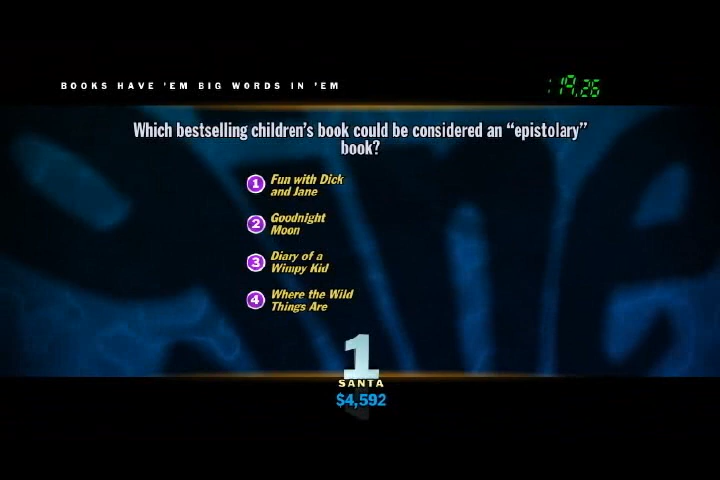 BOOKS HAVE 'EM BIG WORDS IN 'EM
:19.26
Which bestselling children's book could be considered an “epistolary”
book?
1 Fun with Dick
and Jane
2 Goodnight
Moon
3 Diary of a
Wimpy Kid
4 Where the Wild
Things Are
1
SANTA
$4,592